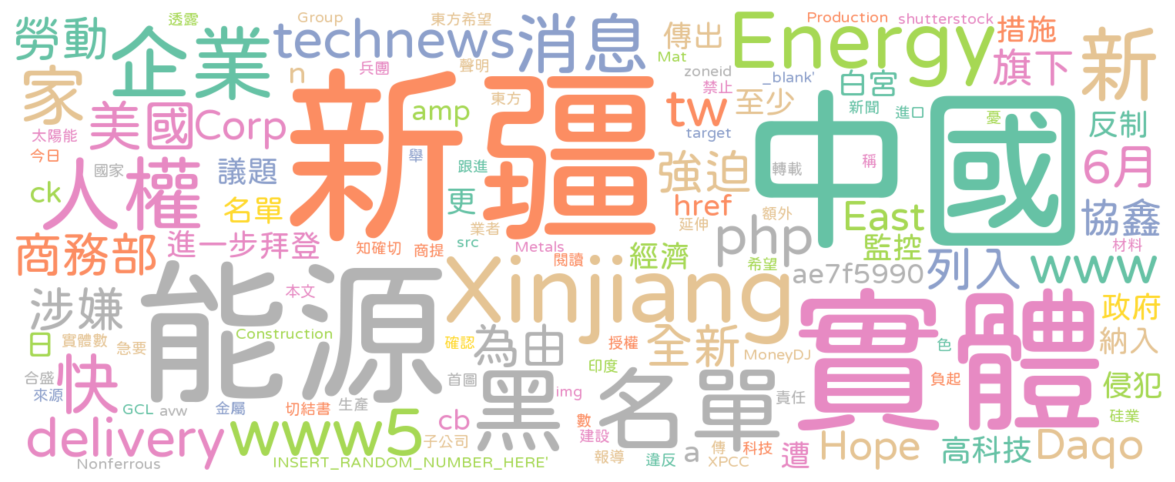 透露 Group 東方希望 Production shutterstock
勞動 企業 technews 消息 傳出 Energy 措施 新
兵團 聲明 Mat zoneid _blank' 旗下
家 n amp 東方 tw 禁止 至少 白宮 新聞 進口 憂 反制
太陽能 美國 Corp 新疆 target 中國
今日 國家 議題 舉 跟進 強迫 轉載 稱 6月
ck 人權 名單 更 業者 href 延伸 額外 East 協鑫
商務部 進一步 拜登 知確切 商提 src Metals 閱讀 經濟 php 希望 監控 材料
涉嫌 能源 本文 Xinjiang ae7f5990 列入 www
日 實體數 急要 Construction 確認 為由 授權 全新 MoneyDJ 實體 色 政府 納入
合盛 來源 快 GCL avw 金屬 切結書 生產 首圖 黑 img 印度 名單 責任 負起 侵犯 硅業
delivery www5 子公司 cb 數 建設 a 傳 科技 遭 Hope 高科技 Daqo
Nonferrous INSERT_RANDOM_NUMBER_HERE' 報導 違反 XPCC